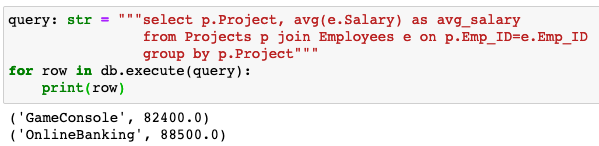 query: str = """select p.Project, avg(e.Salary) as avg_salary
from Projects p join Employees e on p.Emp_ID=e.Emp_ID
group by p.Project"""
for row in db.execute(query):
print(row)
('GameConsole', 82400.0)
('OnlineBanking', 88500.0)